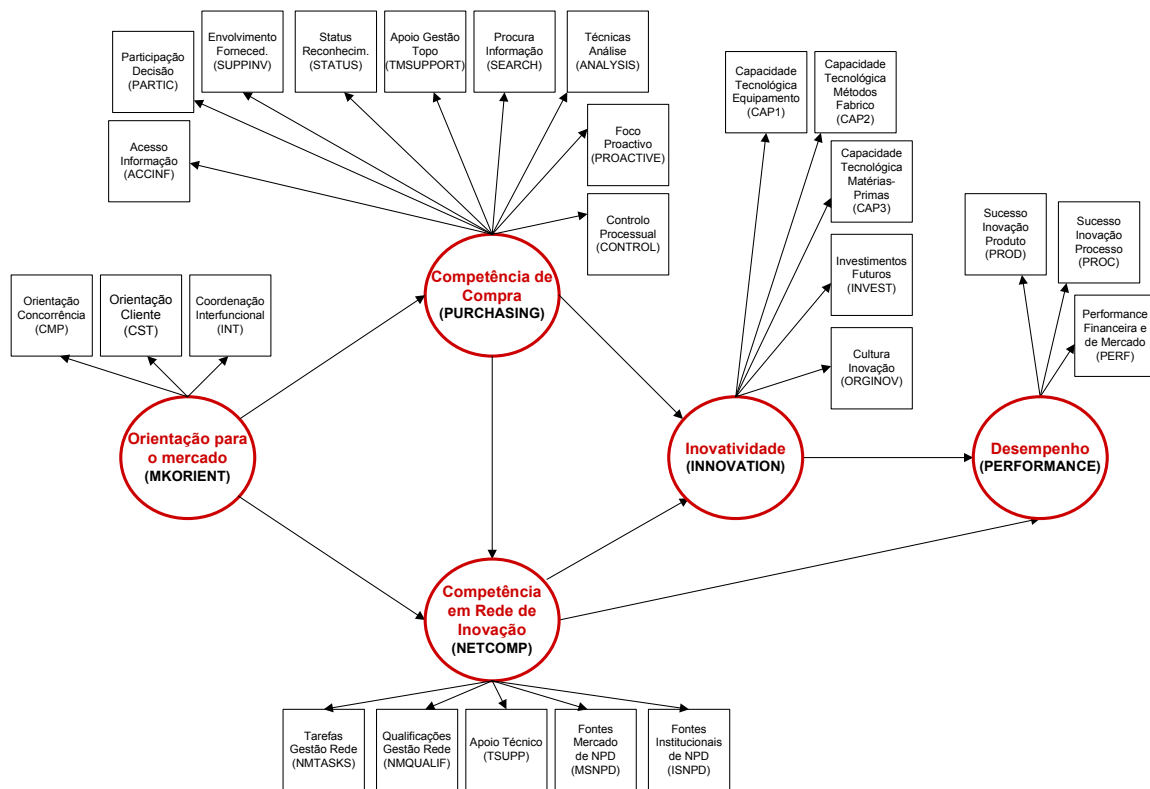 Participação
Decisão
(PARTIC)
Envolvimento
Forneced.
(SUPPINV)
Status
Reconhecim.
(STATUS)
Apoio Gestão
Topo
(TMSUPPORT)
Procura
Informação
(SEARCH)
Técnicas
Análise
(ANALYSIS)
Acesso
Informação
(ACCINF)
Foco
Proactivo
(PROACTIVE)
Controlo
Processual
(CONTROL)
Capacidade
Tecnológica
Equipamento
(CAP1)
Capacidade
Tecnológica
Métodos
Fabrico
(CAP2)
Capacidade
Tecnológica
Matérias-
Primas
(CAP3)
Investimentos
Futuros
(INVEST)
Cultura
Inovação
(ORGINOV)
Sucesso
Inovação
Produto
(PROD)
Sucesso
Inovação
Processo
(PROC)
Performance
Financeira e
de Mercado
(PERF)
Orientação
Concorrência
(CMP)
Orientação
Cliente
(CST)
Coordenação
Interfuncional
(INT)
Competência de
Compra
(PURCHASING)
Orientação para
o mercado
(MKORIENT)
Inovatividade
(INNOVATION)
Desempenho
(PERFORMANCE)
Competência
em Rede de
Inovação
(NETCOMP)
Tarefas
Gestão Rede
(NMTASKS)
Qualificações
Gestão Rede
(NMQUALIF)
Apoio Técnico
(TSUPP)
Fontes
Mercado
de NPD
(MSNPD)
Fontes
Institucionais
de NPD
(ISNPD)